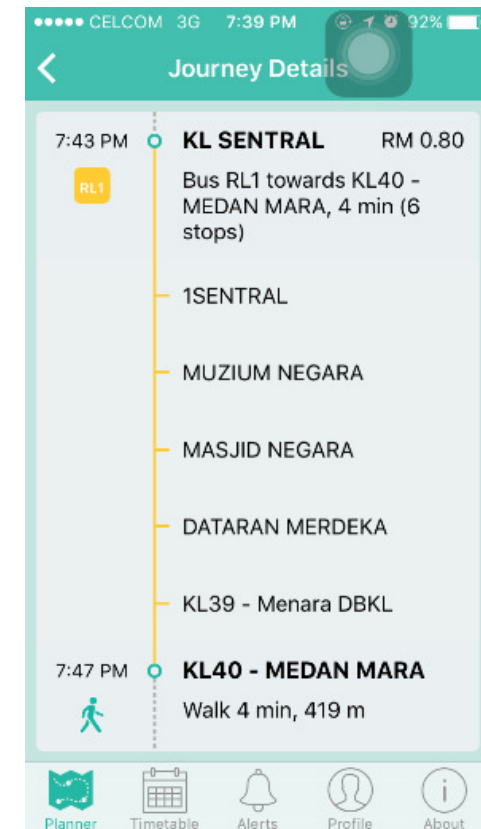 CELCOM 3G 7:39 PM 92%
Journey Details
7:43 PM KL SENTRAL RM 0.80
RL1 Bus RL1 towards KL40 -
MEDAN MARA, 4 min (6
stops)
1SENTRAL
MUZIUM NEGARA
MASJID NEGARA
DATARAN MERDEKA
KL39 - Menara DBKL
7:47 PM KL40 - MEDAN MARA
Walk 4 min, 419 m
Planner Timetable Alerts Profile About